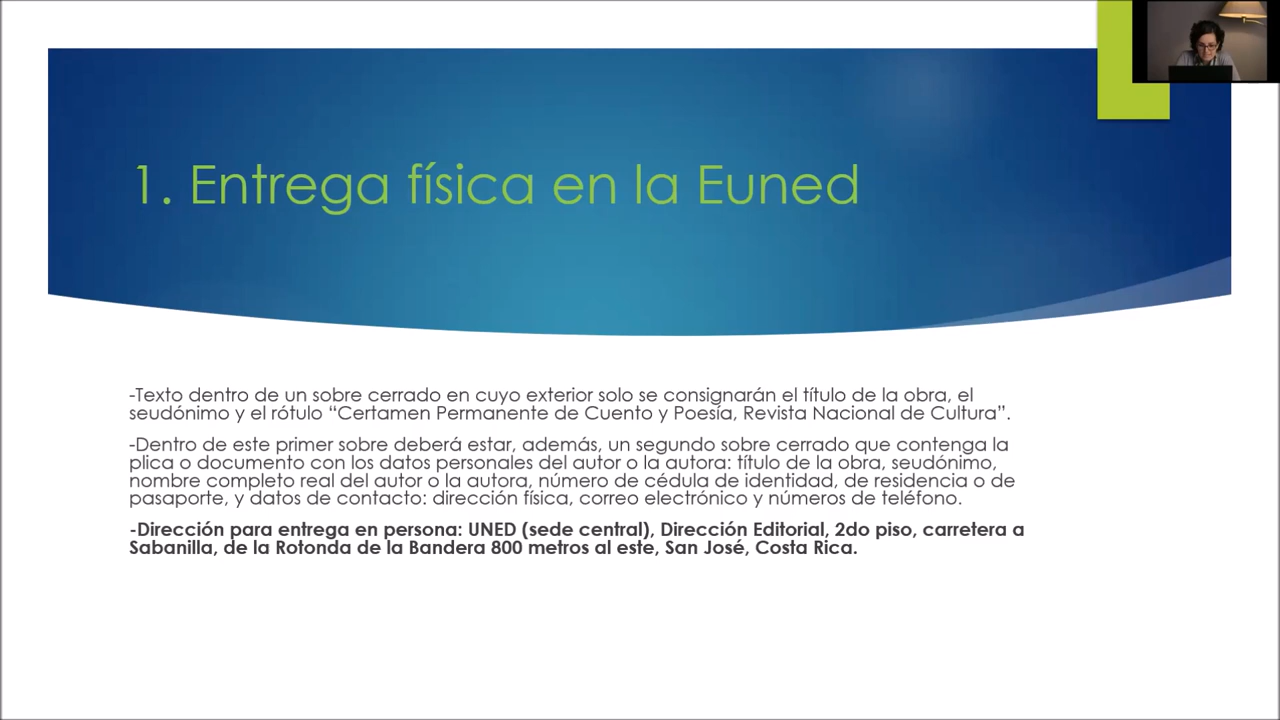 1. Entrega física en la Euned
-Texto dentro de un sobre cerrado en cuyo exterior solo se consignarán el título de la obra, el
seudónimo y el rótulo “Certamen Permanente de Cuento y Poesía, Revista Nacional de Cultura”.
-Dentro de este primer sobre deberá estar, además, un segundo sobre cerrado que contenga la
plica o documento con los datos personales del autor o la autora: título de la obra, seudónimo,
nombre completo real del autor o la autora, número de cédula de identidad, de residencia o de
pasaporte, y datos de contacto: dirección física, correo electrónico y números de teléfono.
-Dirección para entrega en persona: UNED (sede central), Dirección Editorial, 2do piso, carretera a
Sabanilla, de la Rotonda de la Bandera 800 metros al este, San José, Costa Rica.